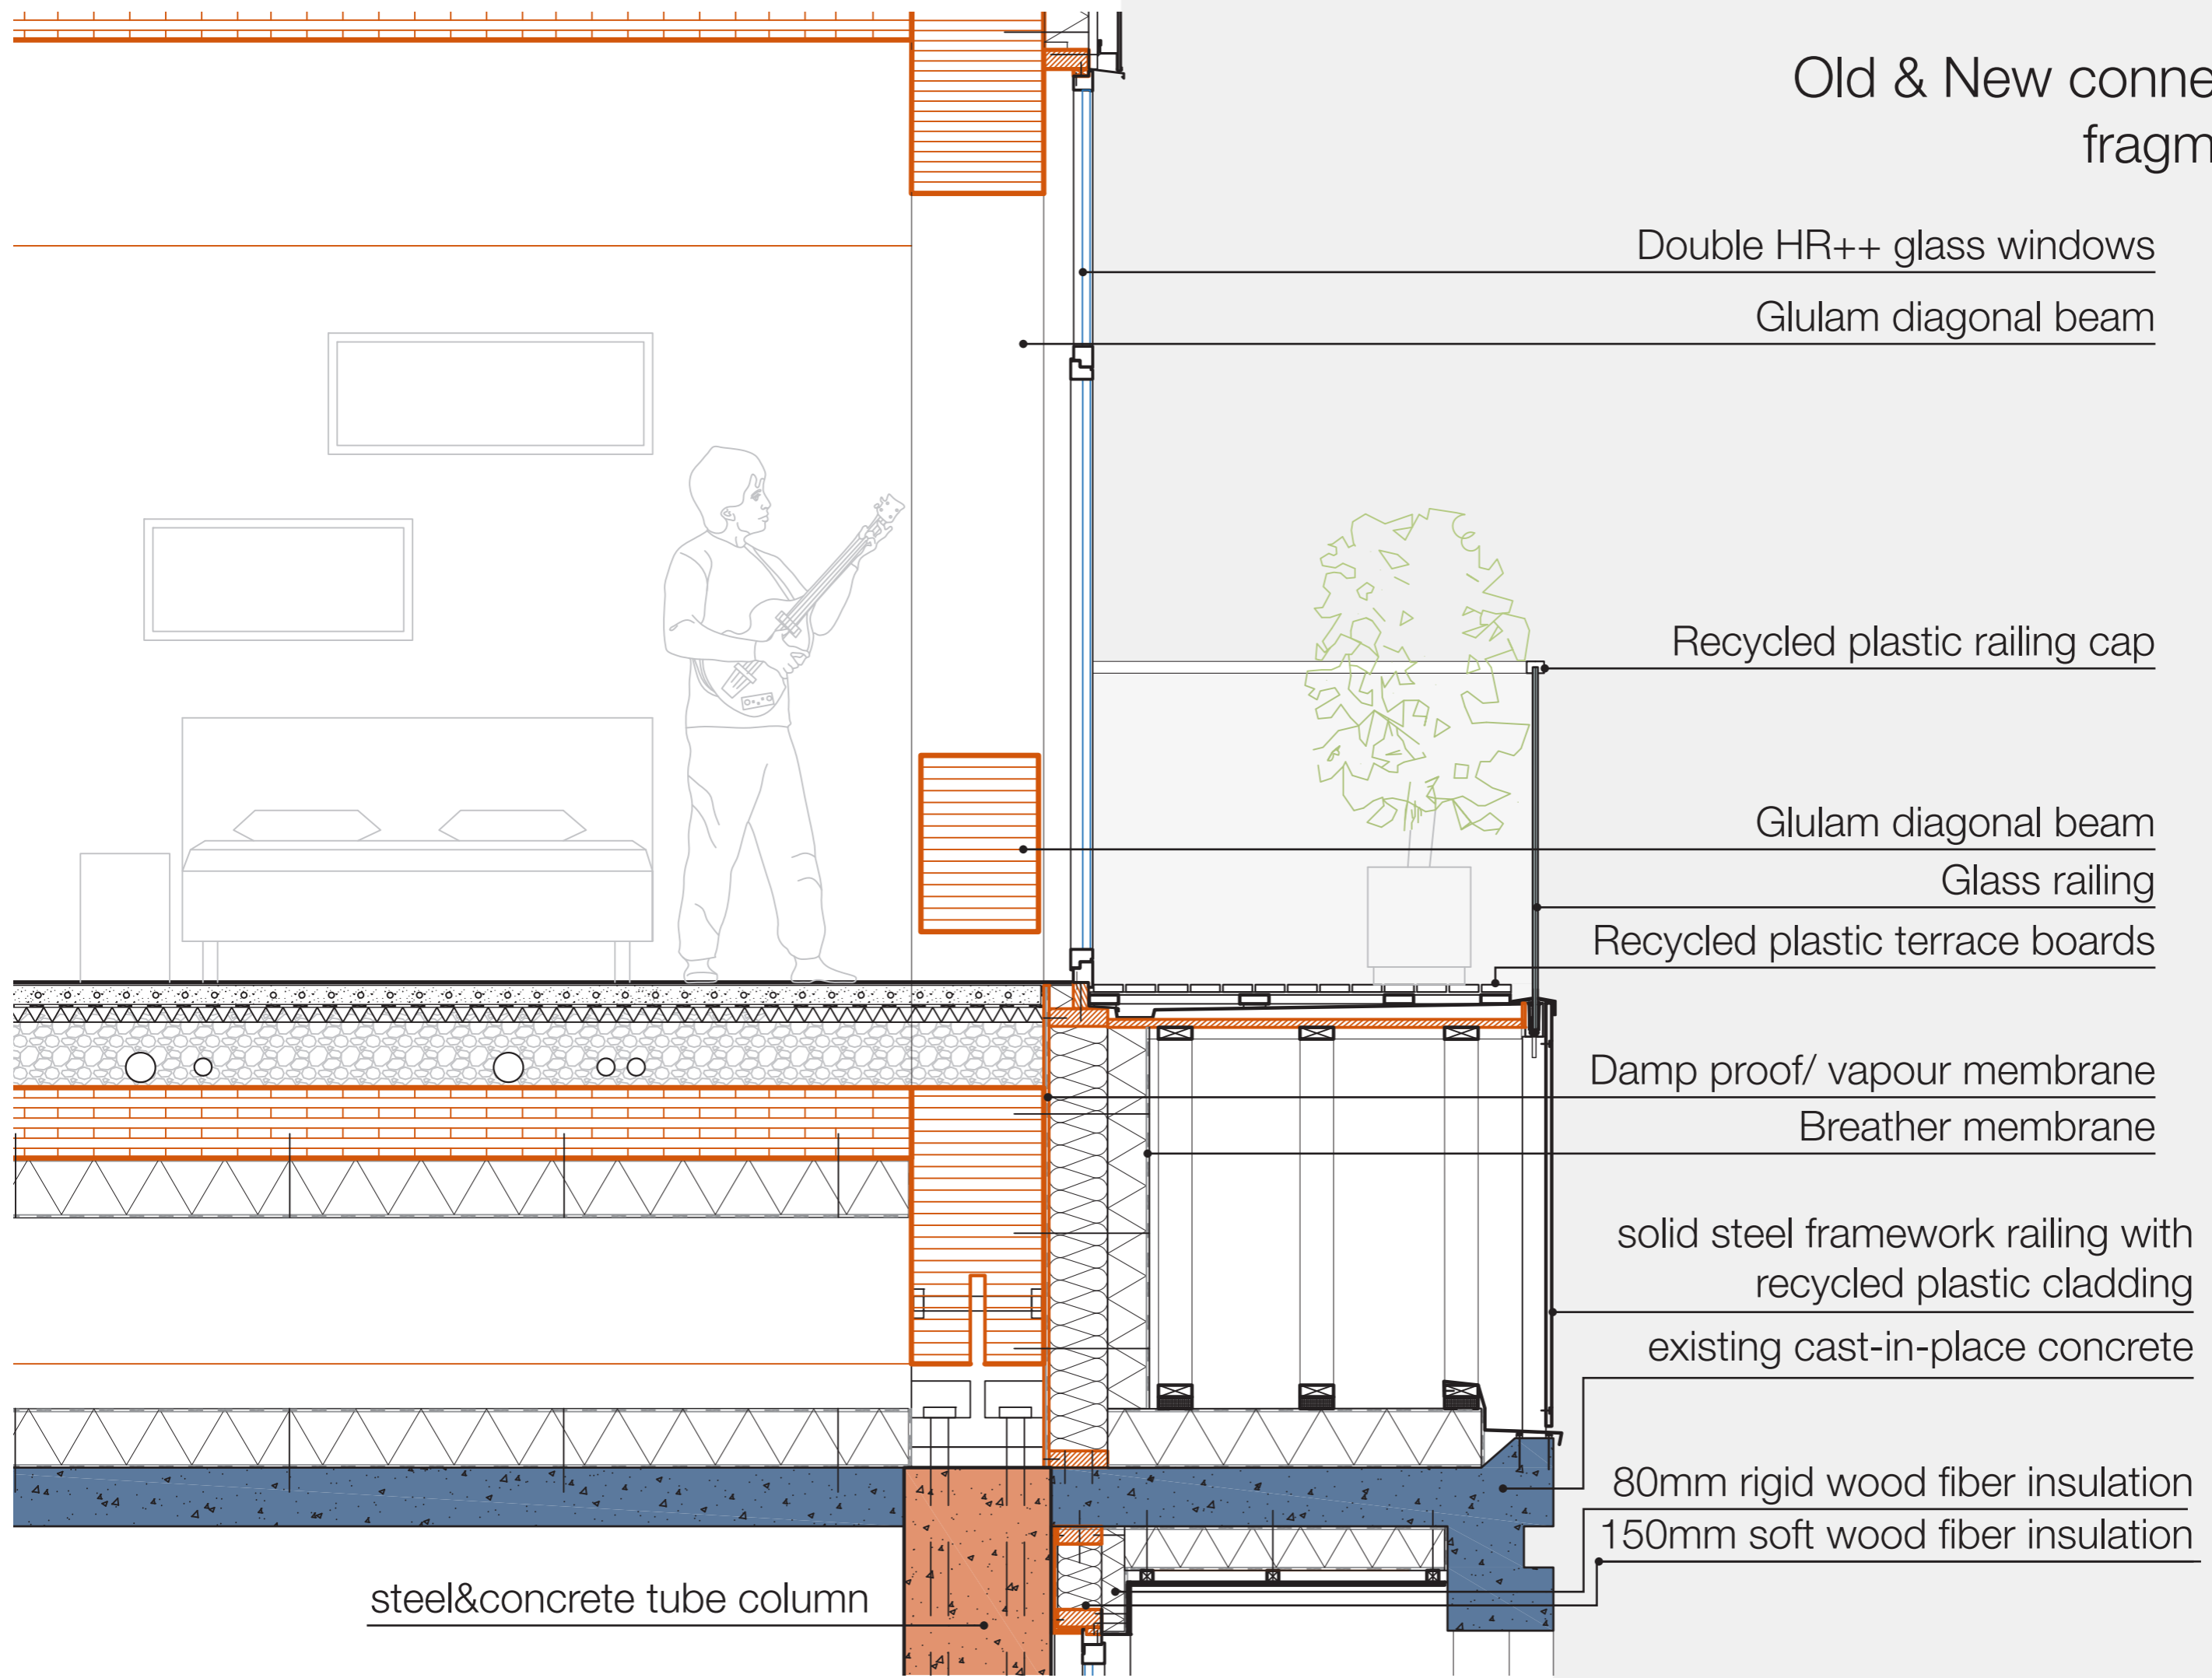 Old & New conne
fragm
Double HR++ glass windows
Glulam diagonal beam
Recycled plastic railing cap
Glulam diagonal beam
Glass railing
Recycled plastic terrace boards
Damp proof/ vapour membrane
Breather membrane
solid steel framework railing with
recycled plastic cladding
existing cast-in-place concrete
80mm rigid wood fiber insulation
150mm soft wood fiber insulation
steel&concrete tube column